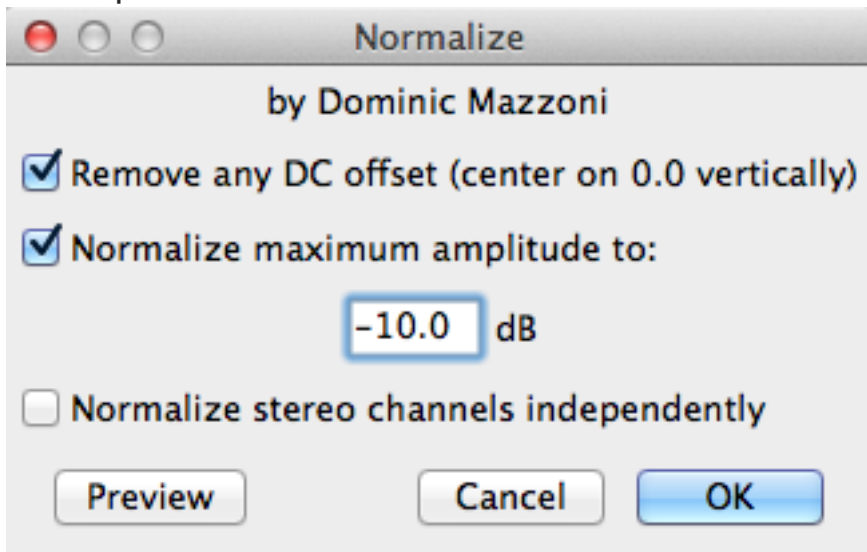 Normalize
by Dominic Mazzoni
Remove any DC offset (center on 0.0 vertically)
Normalize maximum amplitude to:
-10.0 dB
Normalize stereo channels independently
Preview Cancel OK